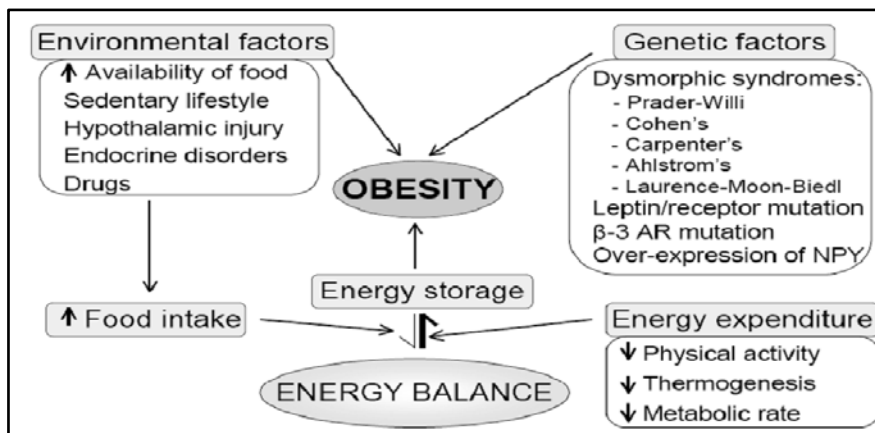 Environmental factors
↑ Availability of food
Sedentary lifestyle
Hypothalamic injury
Endocrine disorders
Drugs
Genetic factors
Dysmorphic syndromes:
- Prader-Willi
- Cohen's
- Carpenter's
- Ahlstrom's
- Laurence-Moon-Biedl
Leptin/receptor mutation
β-3 AR mutation
Over-expression of NPY
OBESITY
Energy storage
↑ Food intake
Energy expenditure
↓ Physical activity
↓ Thermogenesis
↓ Metabolic rate
ENERGY BALANCE